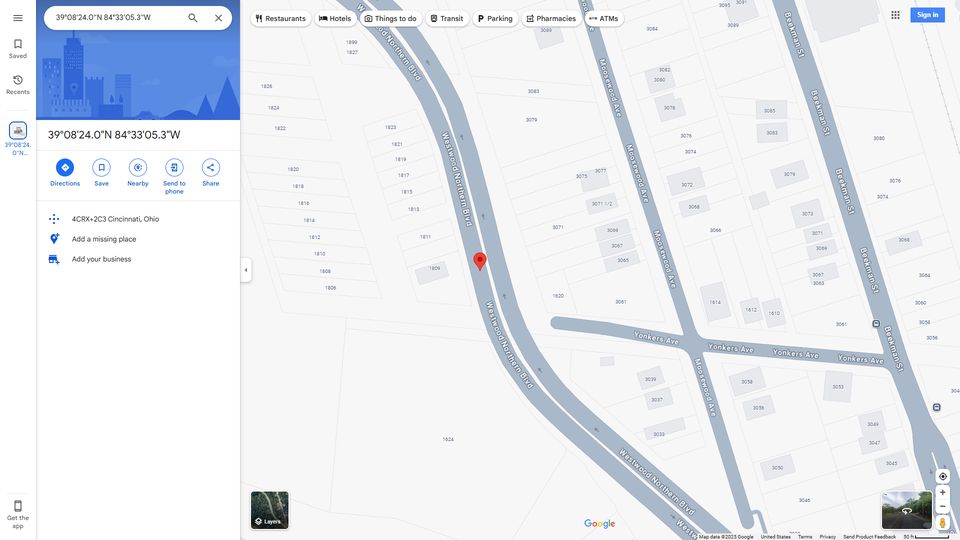 39°08'24.0"N 84°33'05.3"W
Restaurants
Hotels
Things to do
Transit
Parking
Pharmacies
ATMs
Sign in
Saved
Recents
39°08'24.
0"N...
39°08'24.0"N 84°33'05.3"W
Directions
Save
Nearby
Send to
phone
Share
4CRX+2C3 Cincinnati, Ohio
Add a missing place
Add your business
Get the
app
Westwood Northern Blvd
Westwood Northern Blvd
Westwood Northern Blvd
Westwood Northern Blvd
Moosewood Ave
Moosewood Ave
Moosewood Ave
Moosewood Ave
Beekman St
Beekman St
Beekman St
Beekman St
Beekman St
Yonkers Ave
Yonkers Ave
Yonkers Ave
Yonkers Ave
1899
1827
1826
1824
1822
1820
1818
1816
1814
1812
1810
1808
1806
1823
1821
1819
1817
1815
1813
1811
1809
3089
3083
3079
3084
3095
3091
3082
3080
3078
3076
3074
3085
3083
3080
3077
3075
3071 1/2
3071
3069
3067
3065
3072
3068
3066
3079
3073
3071
3069
3067
3063
3068
3064
3060
3058
3056
1620
3061
1614
1612
1610
3061
3039
3037
3033
3058
3056
3053
3050
3049
3047
3045
3046
1624
Layers
Google
Map data ©2025 Google
United States
Terms
Privacy
Send Product Feedback
50 ft